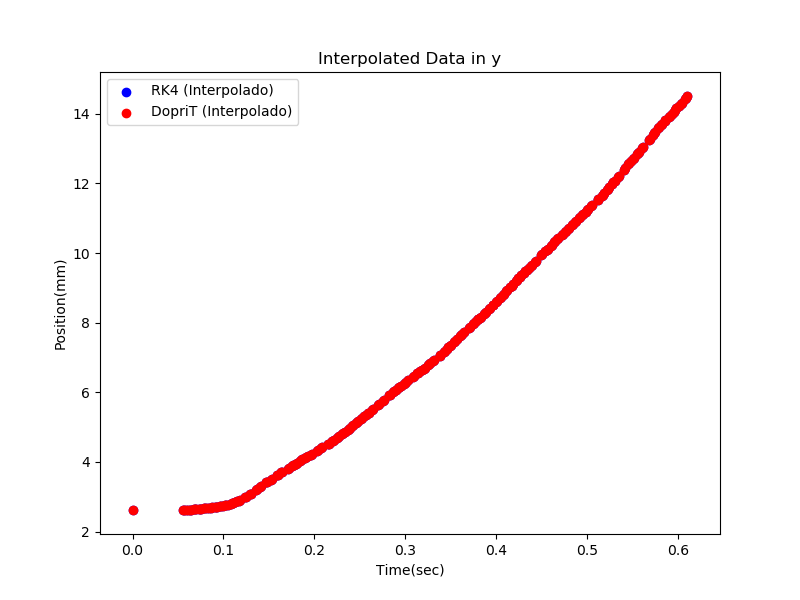 Interpolated Data in y
RK4 (Interpolado)
DopriT (Interpolado)
14
12
10
8
6
4
2
Position(mm)
0.0 0.1 0.2 0.3 0.4 0.5 0.6
Time(sec)